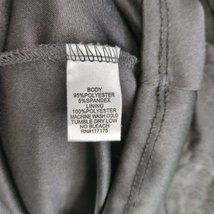 BODY
95%POLYESTER
5%SPANDEX
LINING
100%POLYESTER
MACHINE WASH COLD
TUMBLE DRY LOW
NO BLEACH
RN#117175